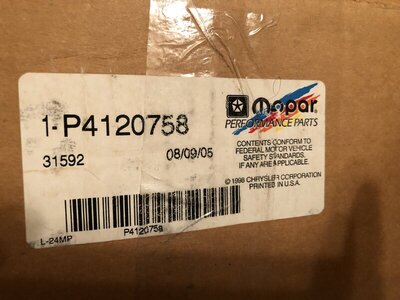 Mopar
PERFORMANCE PARTS
1-P4120758
31592 08/09/05
CONTENTS CONFORM TO
FEDERAL MOTOR VEHICLE
SAFETY STANDARDS,
IF ANY ARE APPLICABLE.
© 1998 CHRYSLER CORPORATION
PRINTED IN U.S.A.
P4120758
L-24MP